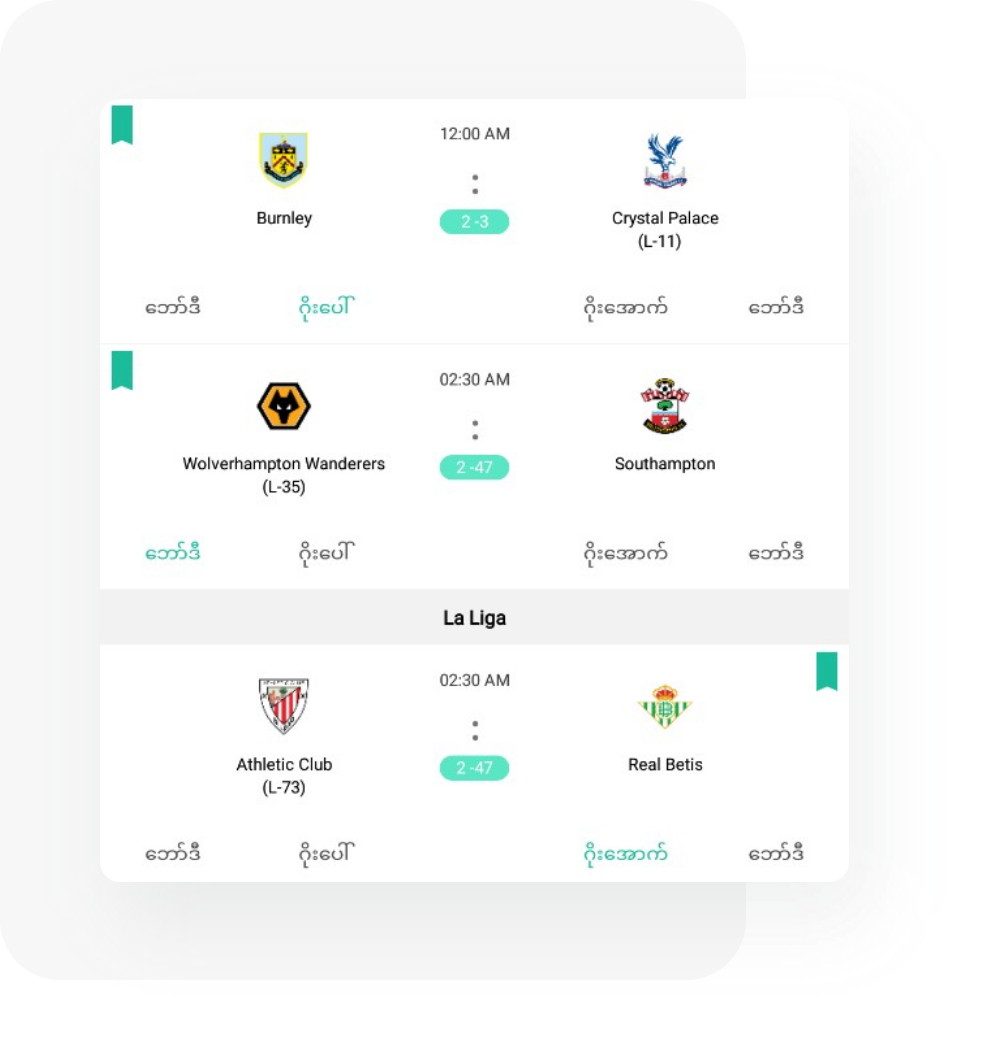 12:00 AM
:
2 -3
Burnley
Crystal Palace
(L-11)
ဘော်ဒီ
ဂိုးပေါ်
ဂိုးအောက်
ဘော်ဒီ
02:30 AM
:
2 -47
Wolverhampton Wanderers
(L-35)
Southampton
ဘော်ဒီ
ဂိုးပေါ်
ဂိုးအောက်
ဘော်ဒီ
La Liga
02:30 AM
:
2 -47
Athletic Club
(L-73)
Real Betis
ဘော်ဒီ
ဂိုးပေါ်
ဂိုးအောက်
ဘော်ဒီ